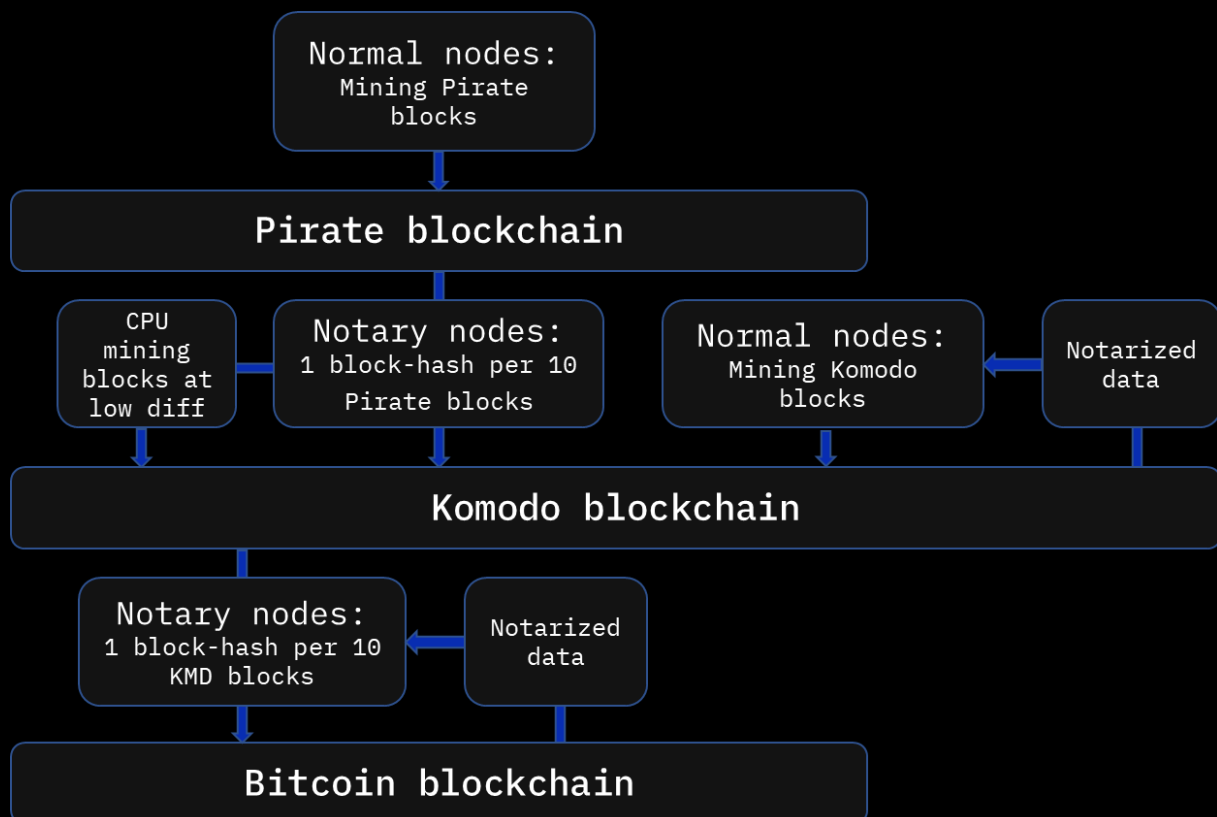 Normal nodes:
Mining Pirate
blocks
Pirate blockchain
CPU
mining
blocks at
low diff
Notary nodes:
1 block-hash per 10
Pirate blocks
Normal nodes:
Mining Komodo
blocks
Notarized
data
Komodo blockchain
Notary nodes:
1 block-hash per 10
KMD blocks
Notarized
data
Bitcoin blockchain